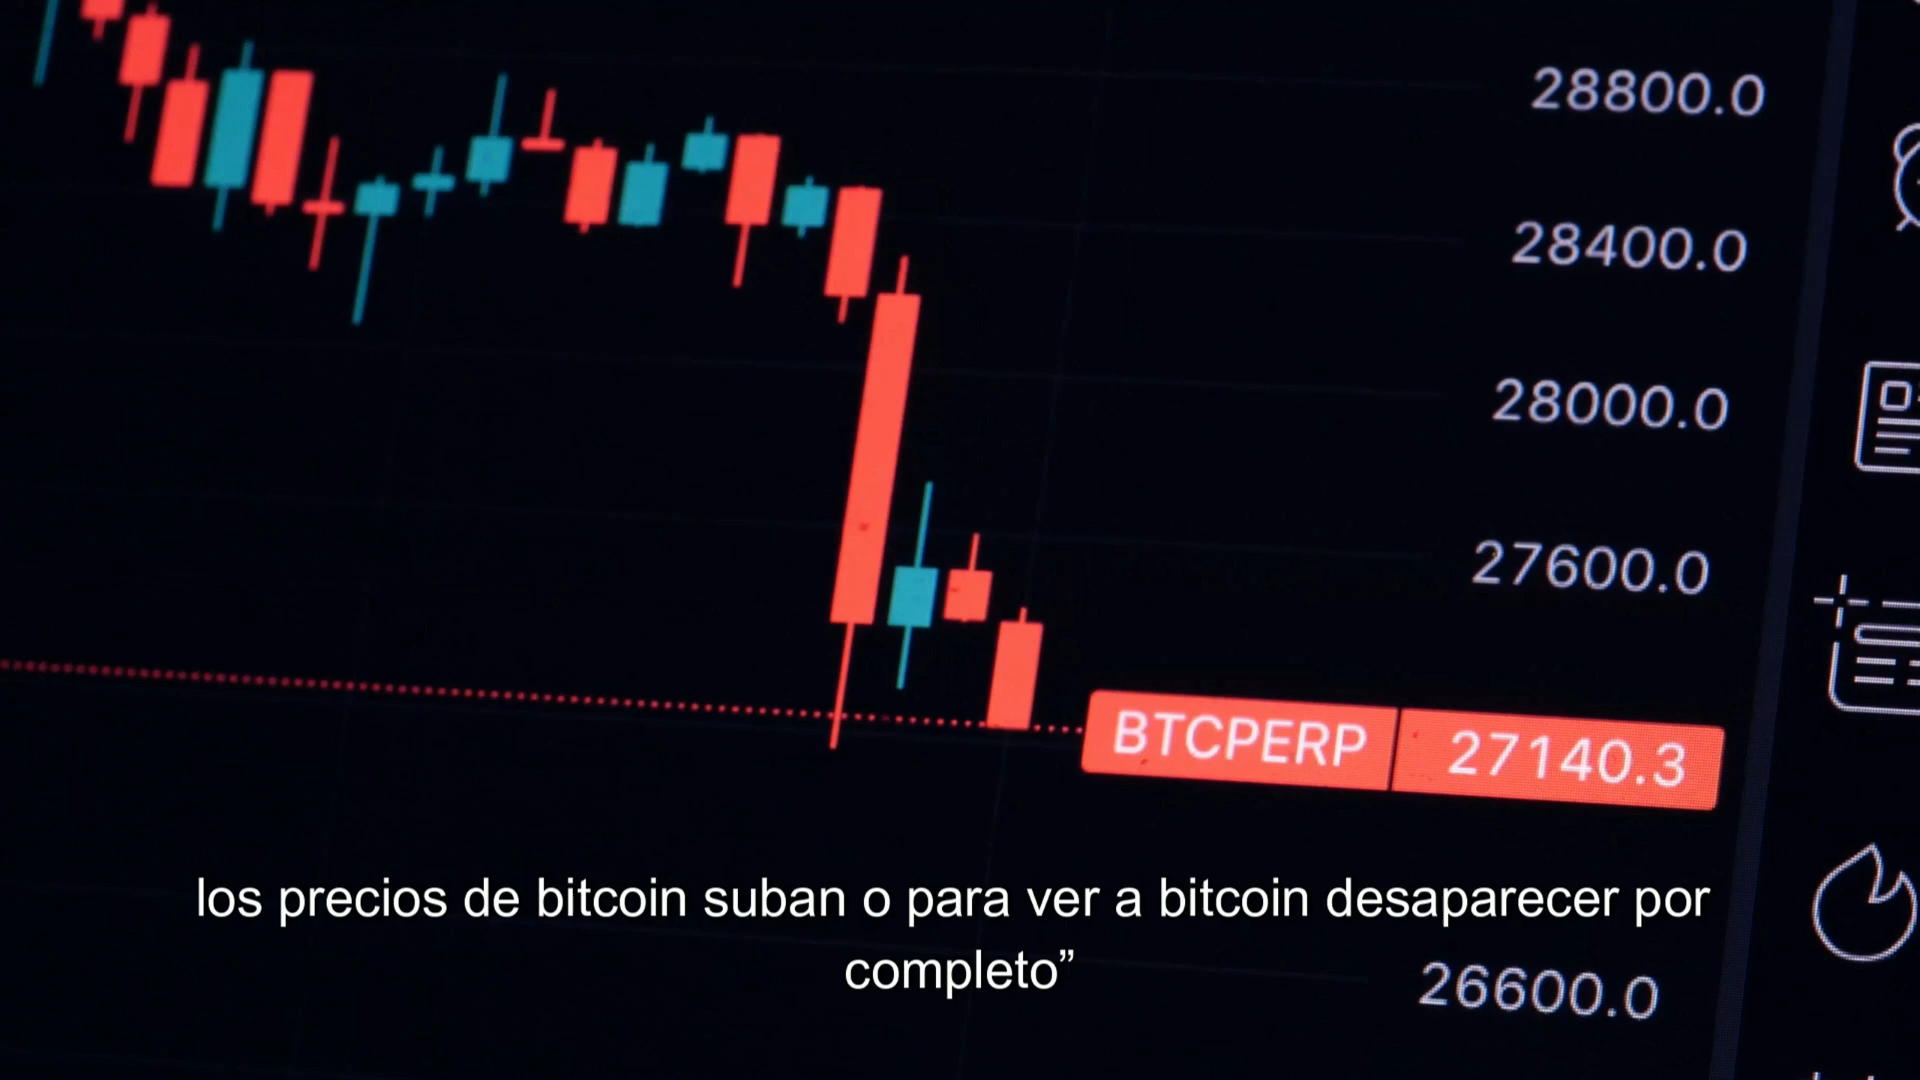 28800.0
28400.0
28000.0
27600.0
BTCPERP 27140.3
los precios de bitcoin suban o para ver a bitcoin desaparecer por
completo”
26600.0